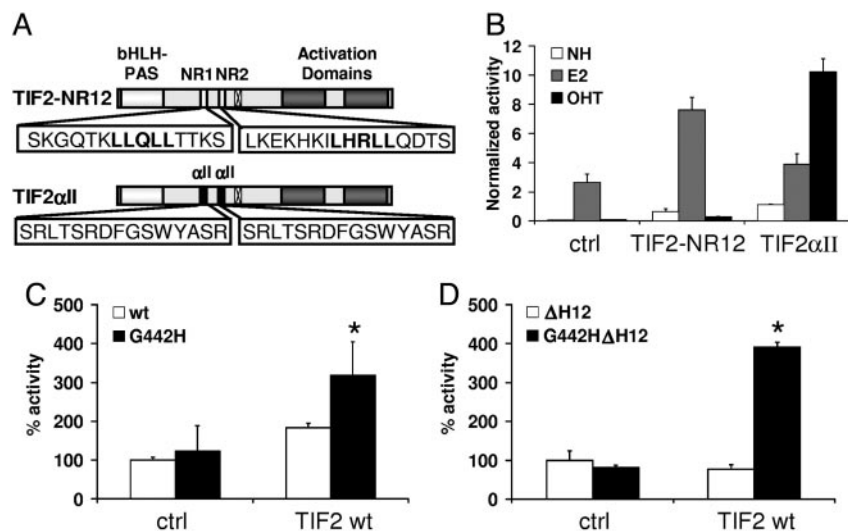 A
bHLH-
PAS
NR1 NR2
Activation
Domains
TIF2-NR12
SKGQTKLLQLLTTKS
LKEKHKILHRLLQDTS
αII αII
TIF2αII
SRLTSRDFGSWYASR
SRLTSRDFGSWYASR
B
NH
E2
OHT
Normalized activity
12
10
8
6
4
2
0
ctrl
TIF2-NR12
TIF2αII
C
wt
G442H
% activity
500
400
300
200
100
0
*
ctrl
TIF2 wt
D
ΔH12
G442HΔH12
% activity
500
400
300
200
100
0
*
ctrl
TIF2 wt